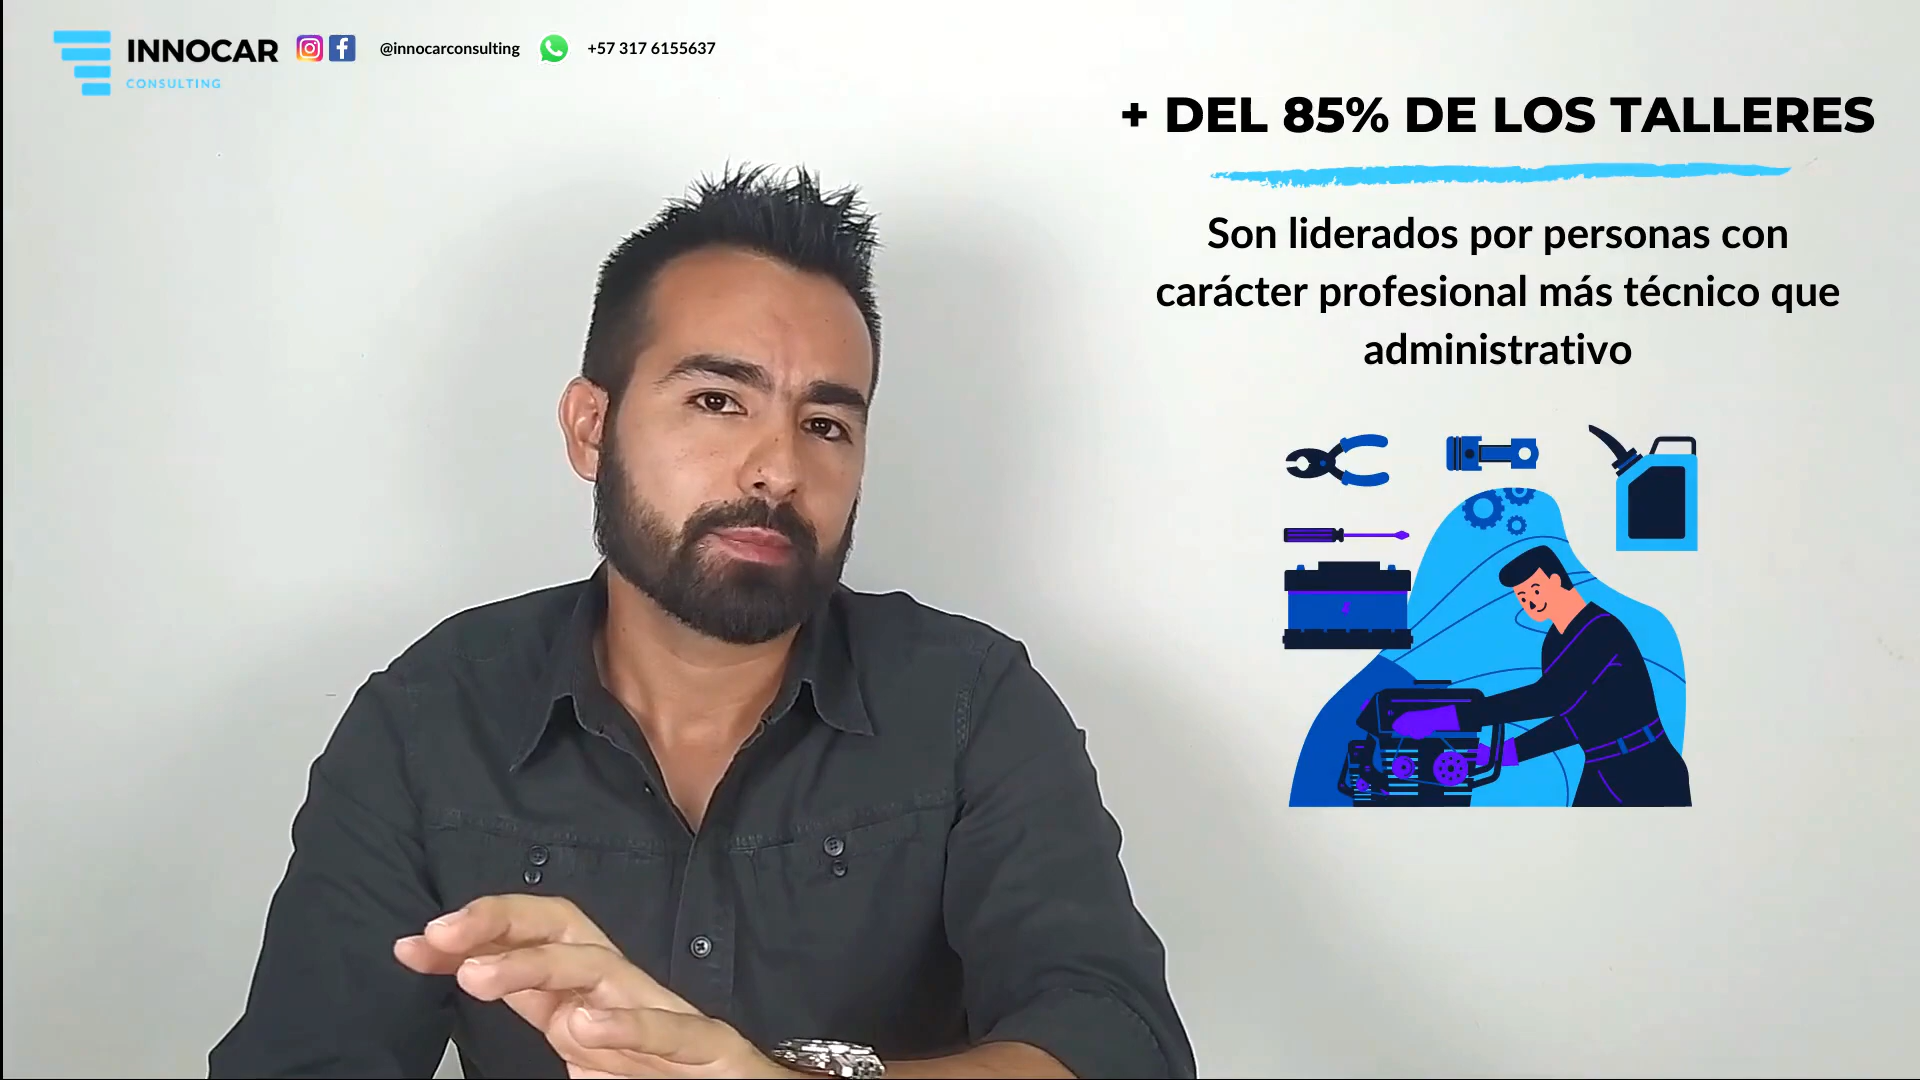 INNOCAR
CONSULTING
@innocarconsulting
+57 317 6155637
+ DEL 85% DE LOS TALLERES
Son liderados por personas con
carácter profesional más técnico que
administrativo